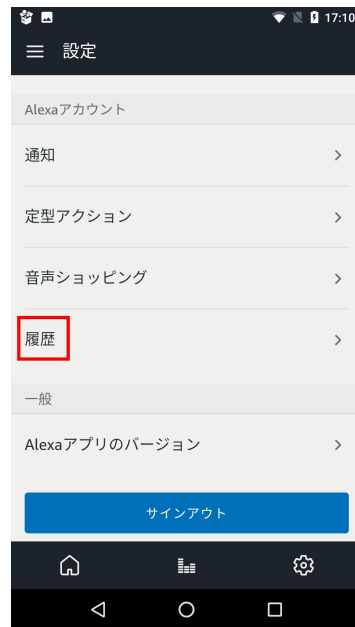 17:10
設定
Alexaアカウント
通知
定型アクション
音声ショッピング
履歴
一般
Alexaアプリのバージョン
サインアウト